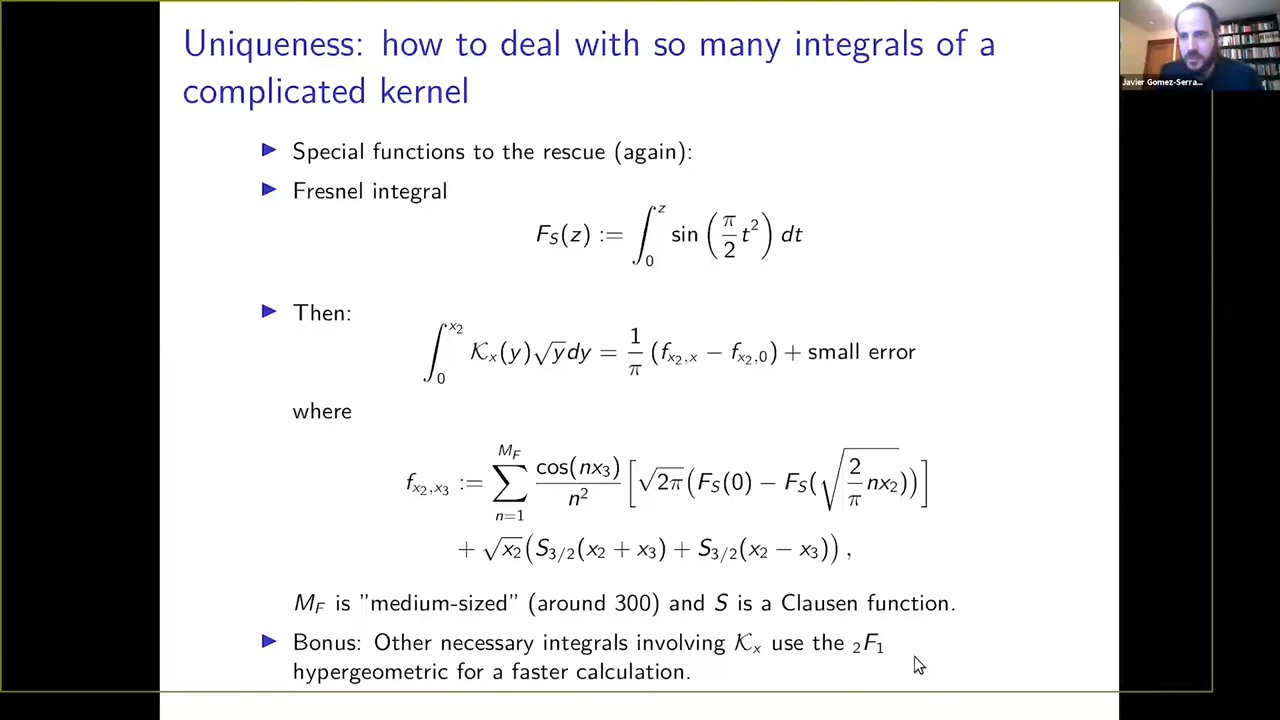 Uniqueness: how to deal with so many integrals of a
complicated kernel
Javier Gomez-Serra...
▶ Special functions to the rescue (again):
▶ Fresnel integral
F_S(z) := ∫_0^z sin (π/2 t²) dt
▶ Then:
∫_0^{x_2} 𝒦_x(y)√y dy = 1/π (f_{x_2,x} − f_{x_2,0}) + small error
where
f_{x_2,x_3} := ∑_{n=1}^{M_F} cos(nx_3)/n² [√2π(F_S(0) − F_S(√(2/π nx_2)))]
+ √x_2(S_{3/2}(x_2 + x_3) + S_{3/2}(x_2 − x_3)) ,
M_F is "medium-sized" (around 300) and S is a Clausen function.
▶ Bonus: Other necessary integrals involving 𝒦_x use the ₂F₁
hypergeometric for a faster calculation.